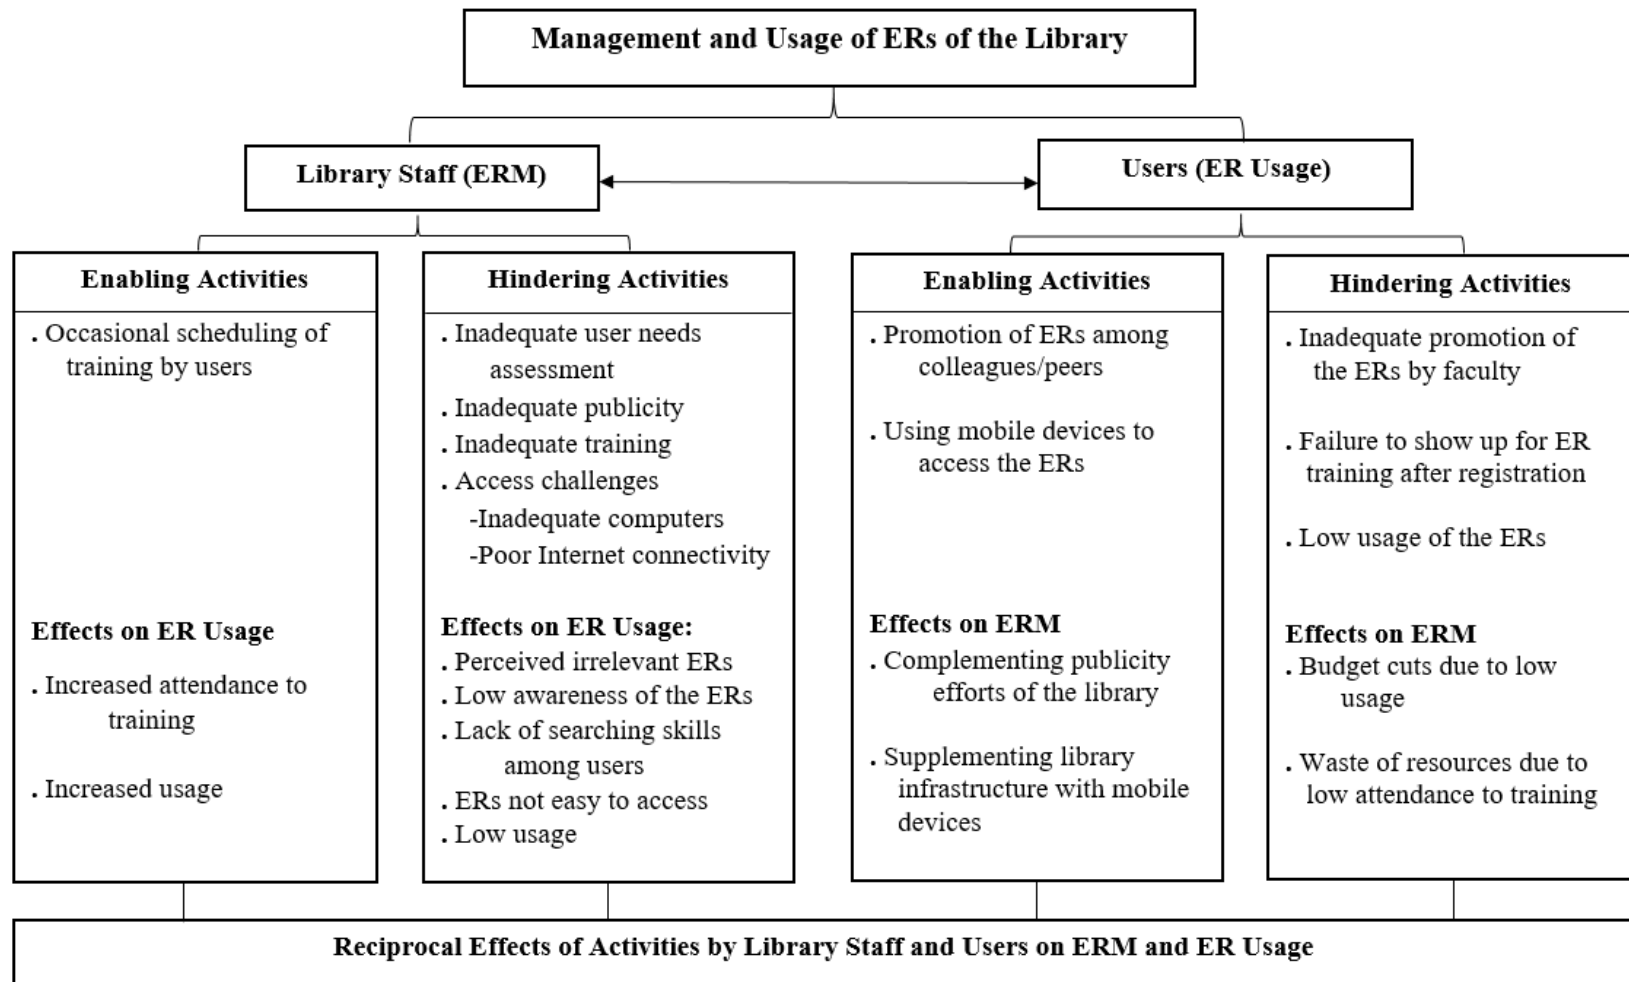 Management and Usage of ERs of the Library
Library Staff (ERM)
Users (ER Usage)
Enabling Activities
. Occasional scheduling of
training by users
Effects on ER Usage
. Increased attendance to
training
. Increased usage
Hindering Activities
. Inadequate user needs
assessment
. Inadequate publicity
. Inadequate training
. Access challenges
-Inadequate computers
-Poor Internet connectivity
Effects on ER Usage:
. Perceived irrelevant ERs
. Low awareness of the ERs
. Lack of searching skills
among users
. ERs not easy to access
. Low usage
Enabling Activities
. Promotion of ERs among
colleagues/peers
. Using mobile devices to
access the ERs
Effects on ERM
. Complementing publicity
efforts of the library
. Supplementing library
infrastructure with mobile
devices
Hindering Activities
. Inadequate promotion of
the ERs by faculty
. Failure to show up for ER
training after registration
. Low usage of the ERs
Effects on ERM
. Budget cuts due to low
usage
. Waste of resources due to
low attendance to training
Reciprocal Effects of Activities by Library Staff and Users on ERM and ER Usage